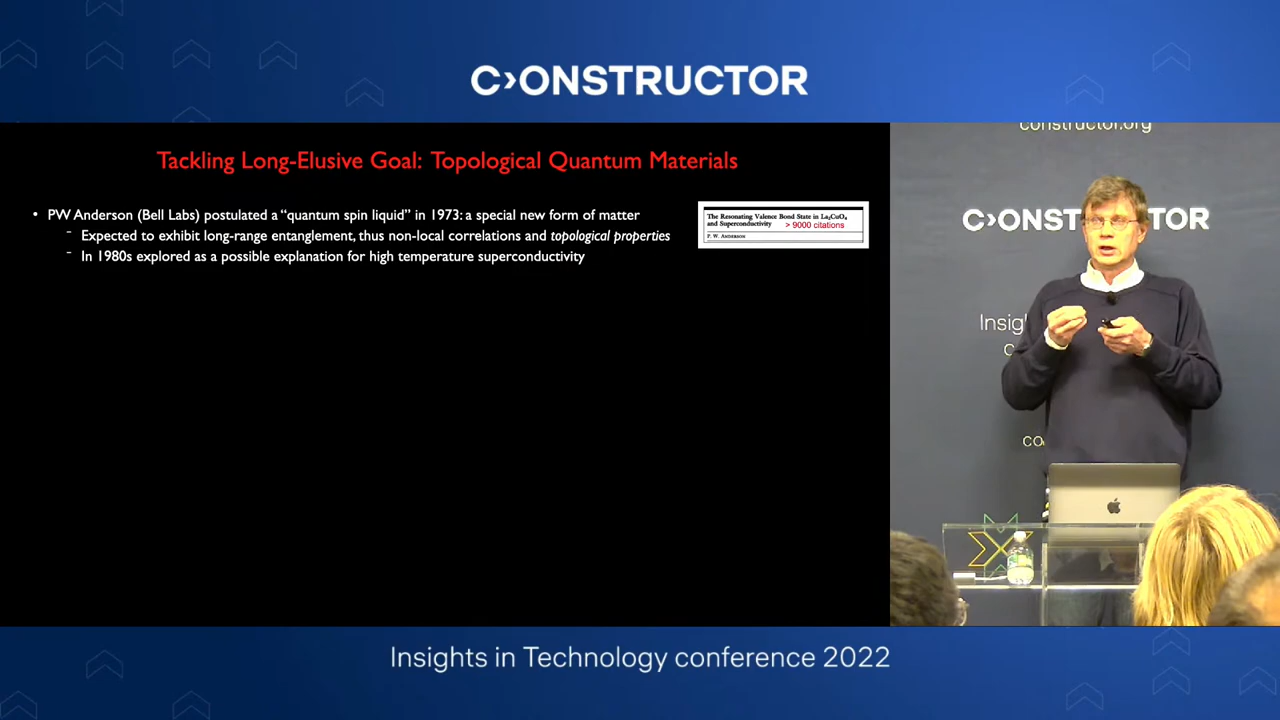 C›ONSTRUCTOR
Tackling Long-Elusive Goal: Topological Quantum Materials
• PW Anderson (Bell Labs) postulated a “quantum spin liquid” in 1973: a special new form of matter
- Expected to exhibit long-range entanglement, thus non-local correlations and topological properties
- In 1980s explored as a possible explanation for high temperature superconductivity
The Resonating Valence Bond State in La₂CuO₄
and Superconductivity > 9000 citations
P. W. ANDERSON
constructor.org
C›ONST UCTOR
Insig
co
Insights in Technology conference 2022